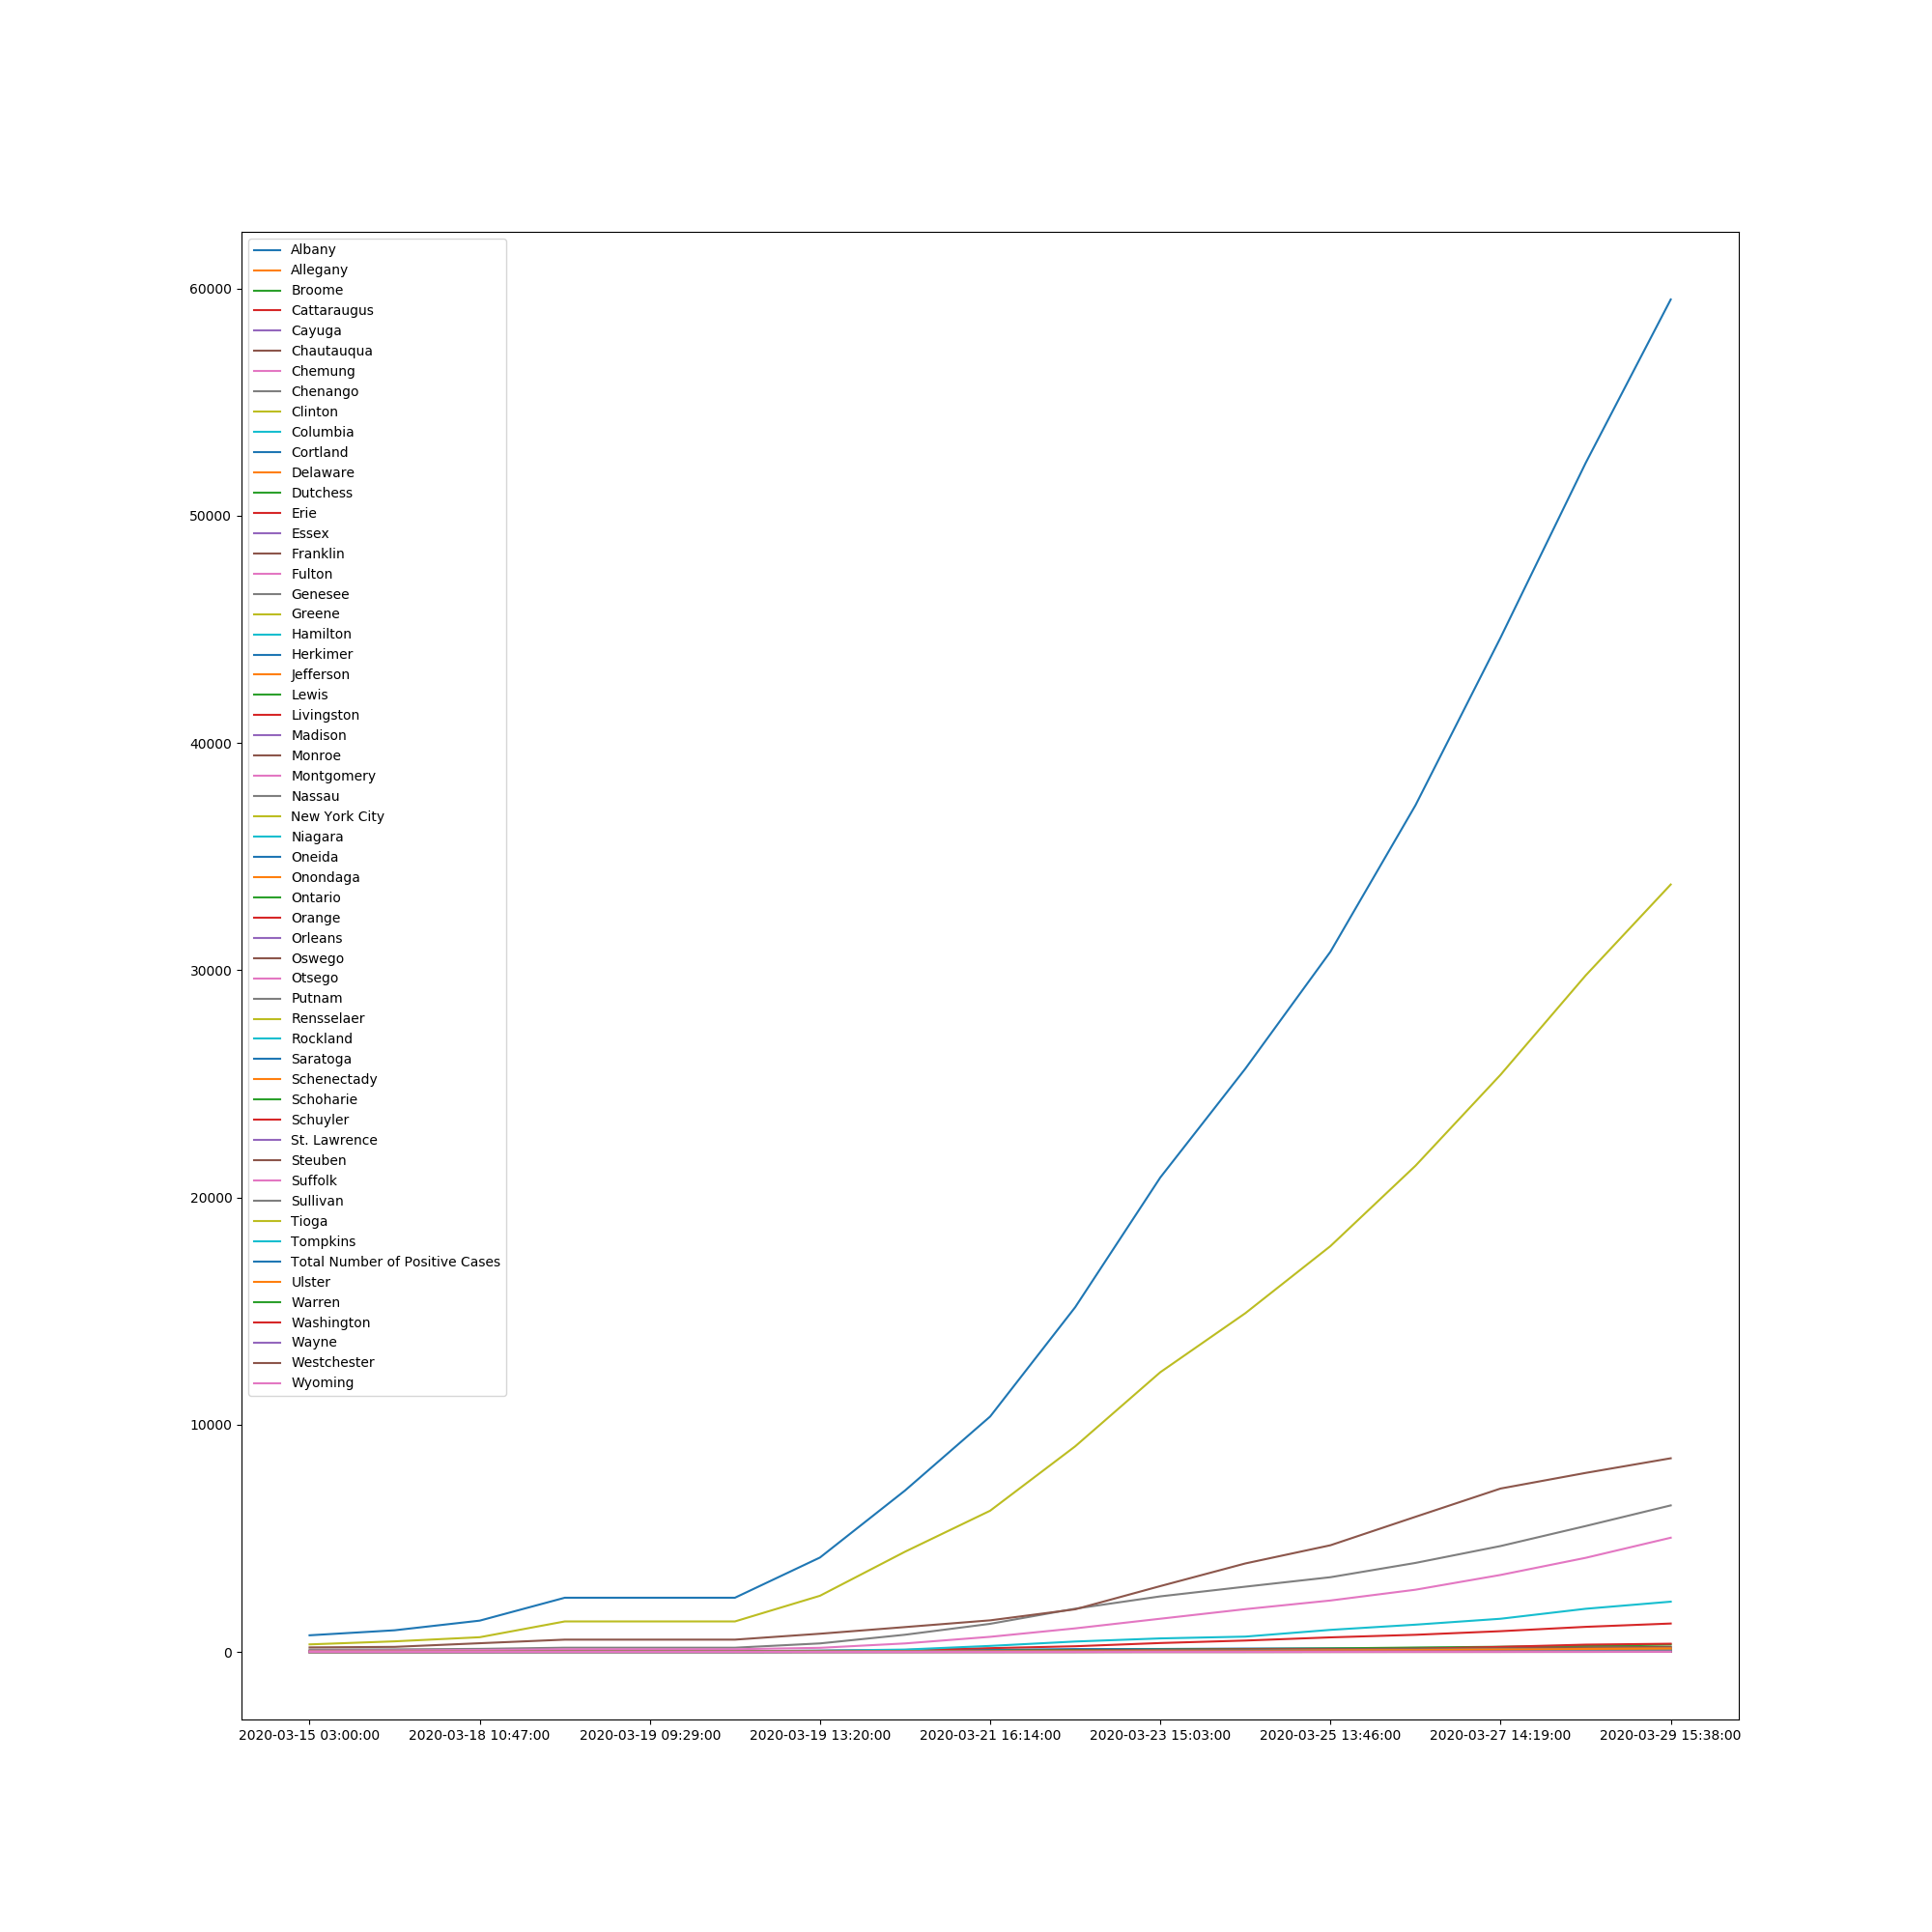 Albany
Allegany
Broome
Cattaraugus
Cayuga
Chautauqua
Chemung
Chenango
Clinton
Columbia
Cortland
Delaware
Dutchess
Erie
Essex
Franklin
Fulton
Genesee
Greene
Hamilton
Herkimer
Jefferson
Lewis
Livingston
Madison
Monroe
Montgomery
Nassau
New York City
Niagara
Oneida
Onondaga
Ontario
Orange
Orleans
Oswego
Otsego
Putnam
Rensselaer
Rockland
Saratoga
Schenectady
Schoharie
Schuyler
St. Lawrence
Steuben
Suffolk
Sullivan
Tioga
Tompkins
Total Number of Positive Cases
Ulster
Warren
Washington
Wayne
Westchester
Wyoming
60000
50000
40000
30000
20000
10000
0
2020-03-15 03:00:00 2020-03-18 10:47:00 2020-03-19 09:29:00 2020-03-19 13:20:00 2020-03-21 16:14:00 2020-03-23 15:03:00 2020-03-25 13:46:00 2020-03-27 14:19:00 2020-03-29 15:38:00